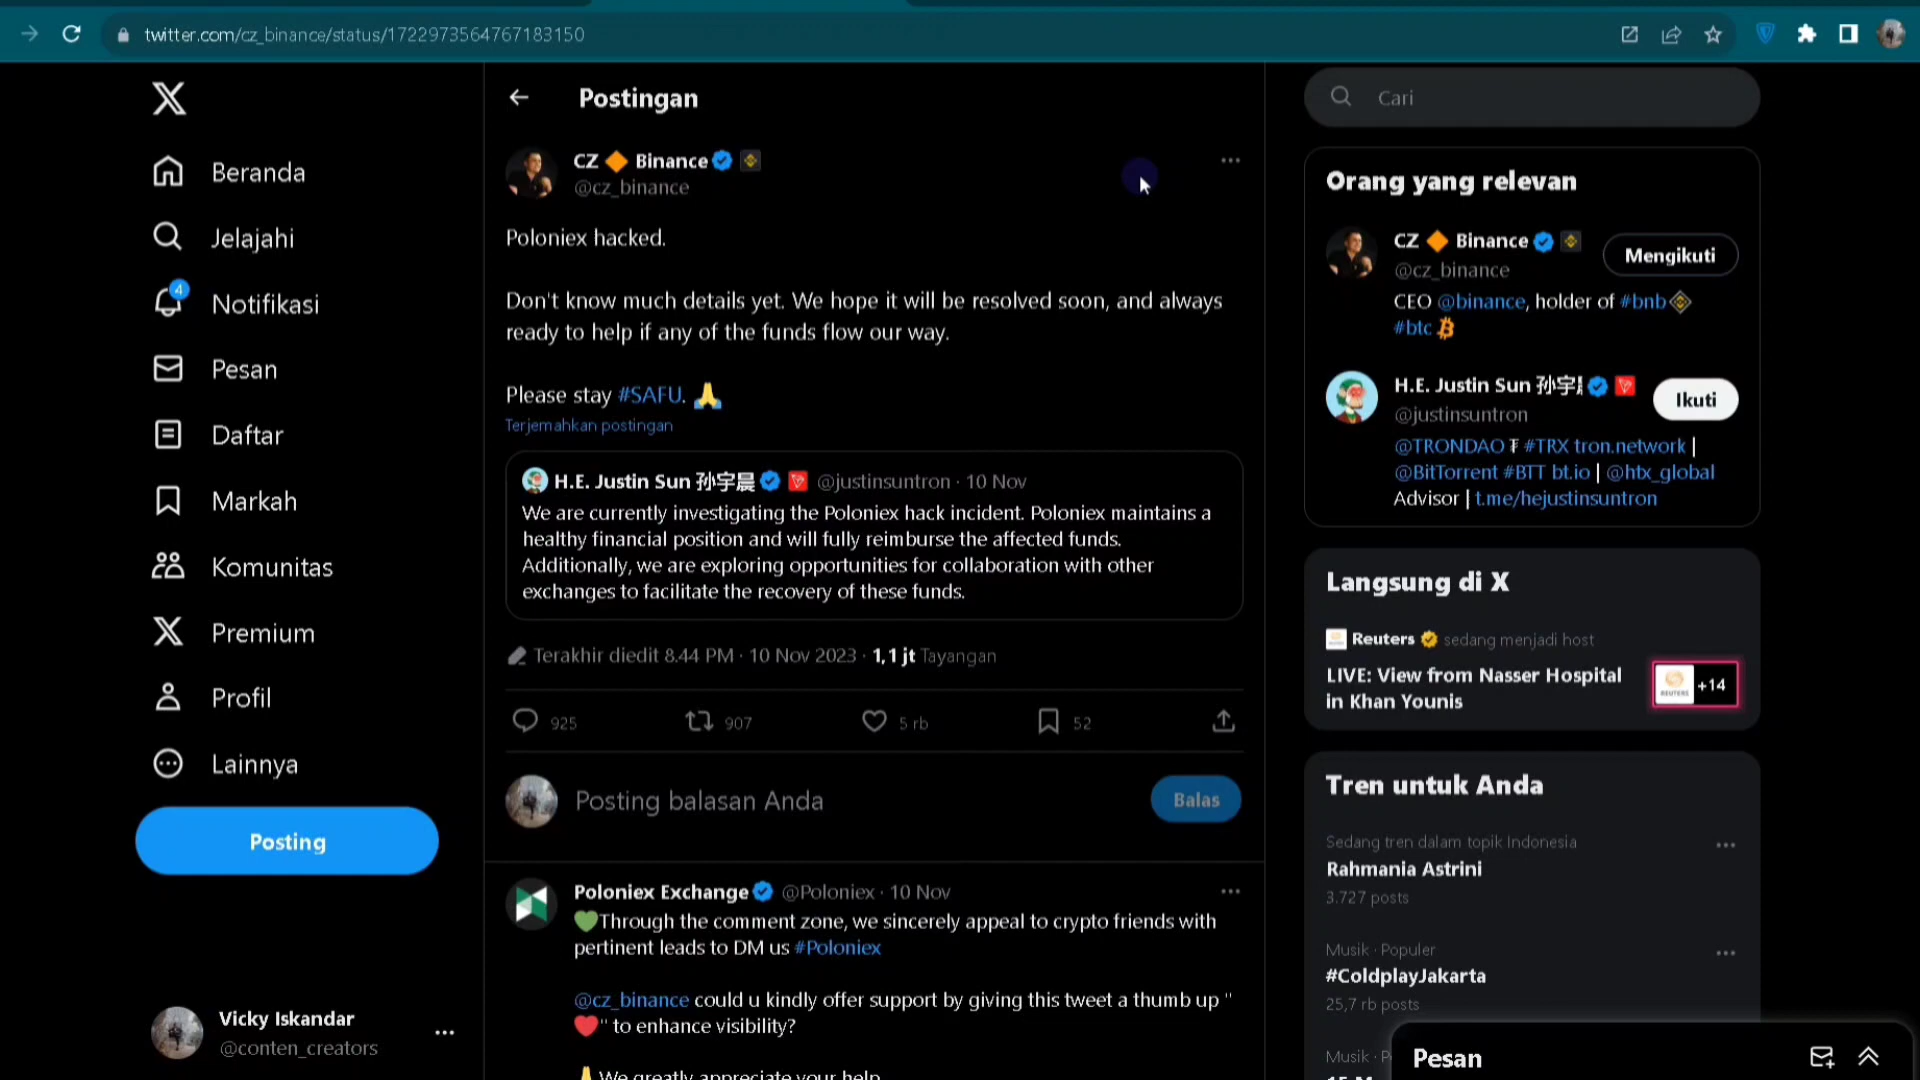 twitter.com/cz_binance/status/1722973564767183150
Beranda
Jelajahi
4
Notifikasi
Pesan
Daftar
Markah
Komunitas
Premium
Profil
Lainnya
Posting
Vicky Iskandar
@conten_creators
Postingan
CZ 🔶 Binance
@cz_binance
Poloniex hacked.
Don't know much details yet. We hope it will be resolved soon, and always
ready to help if any of the funds flow our way.
Please stay #SAFU. 🙏
Terjemahkan postingan
H.E. Justin Sun 孙宇晨 @justinsuntron · 10 Nov
We are currently investigating the Poloniex hack incident. Poloniex maintains a
healthy financial position and will fully reimburse the affected funds.
Additionally, we are exploring opportunities for collaboration with other
exchanges to facilitate the recovery of these funds.
Terakhir diedit 8.44 PM · 10 Nov 2023 · 1,1 jt Tayangan
925 907 5 rb 52
Posting balasan Anda
Balas
Poloniex Exchange @Poloniex · 10 Nov
💚Through the comment zone, we sincerely appeal to crypto friends with
pertinent leads to DM us #Poloniex
@cz_binance could u kindly offer support by giving this tweet a thumb up "
❤️" to enhance visibility?
🙏We greatly appreciate your help
Cari
Orang yang relevan
CZ 🔶 Binance
@cz_binance
Mengikuti
CEO @binance, holder of #bnb
#btc
H.E. Justin Sun 孙宇
@justinsuntron
Ikuti
@TRONDAO ₮ #TRX tron.network |
@BitTorrent #BTT bt.io | @htx_global
Advisor | t.me/hejustinsuntron
Langsung di X
Reuters sedang menjadi host
LIVE: View from Nasser Hospital
in Khan Younis
REUTERS
+14
Tren untuk Anda
Sedang tren dalam topik Indonesia
Rahmania Astrini
3.727 posts
Musik · Populer
#ColdplayJakarta
25,7 rb posts
Musik · P
Pesan